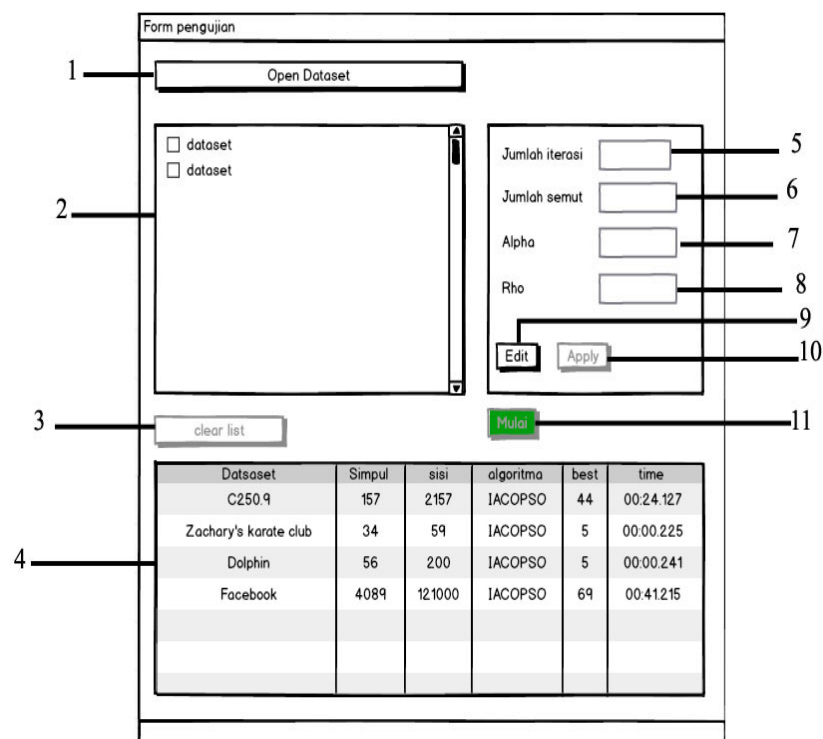 Form pengujian
1
Open Dataset
dataset
dataset
2
Jumlah iterasi
5
Jumlah semut
6
Alpha
7
Rho
8
9
Edit
Apply
10
3
clear list
Mulai
11
Datsaset Simpul sisi algoritma best time
C250.9 157 2157 IACOPSO 44 00:24.127
Zachary's karate club 34 59 IACOPSO 5 00:00.225
4
Dolphin 56 200 IACOPSO 5 00:00.241
Facebook 4089 121000 IACOPSO 69 00:41.215